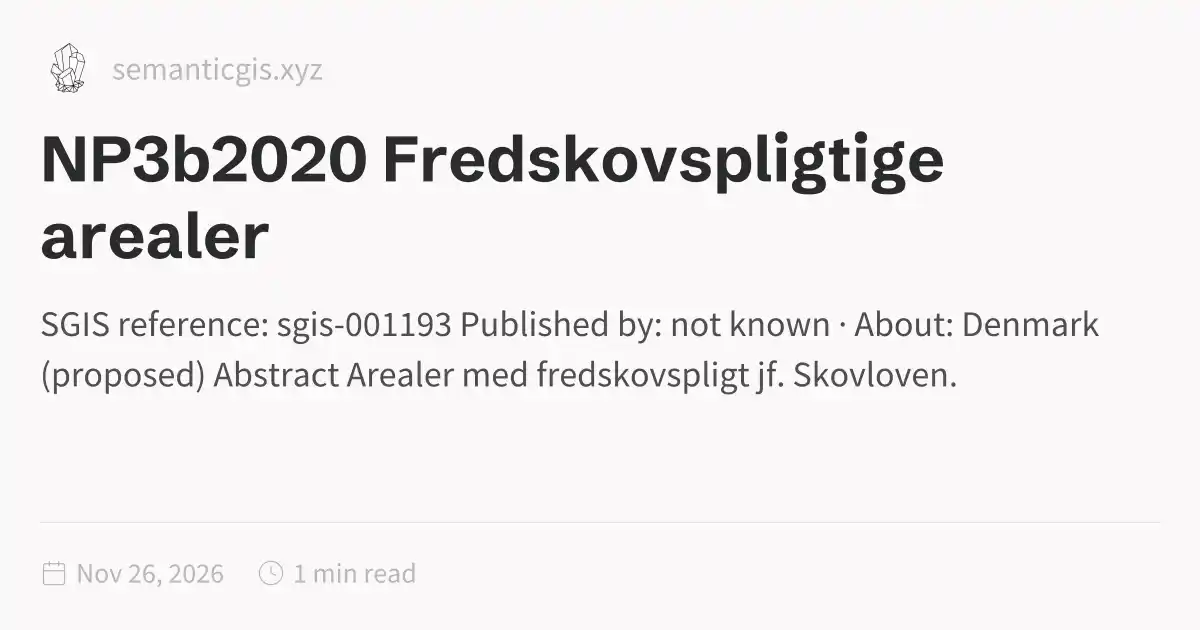 semanticgis.xyz
NP3b2020 Fredskovspligtige
arealer
SGIS reference: sgis-001193 Published by: not known · About: Denmark
(proposed) Abstract Arealer med fredskovspligt jf. Skovloven.
Nov 26, 2026 1 min read